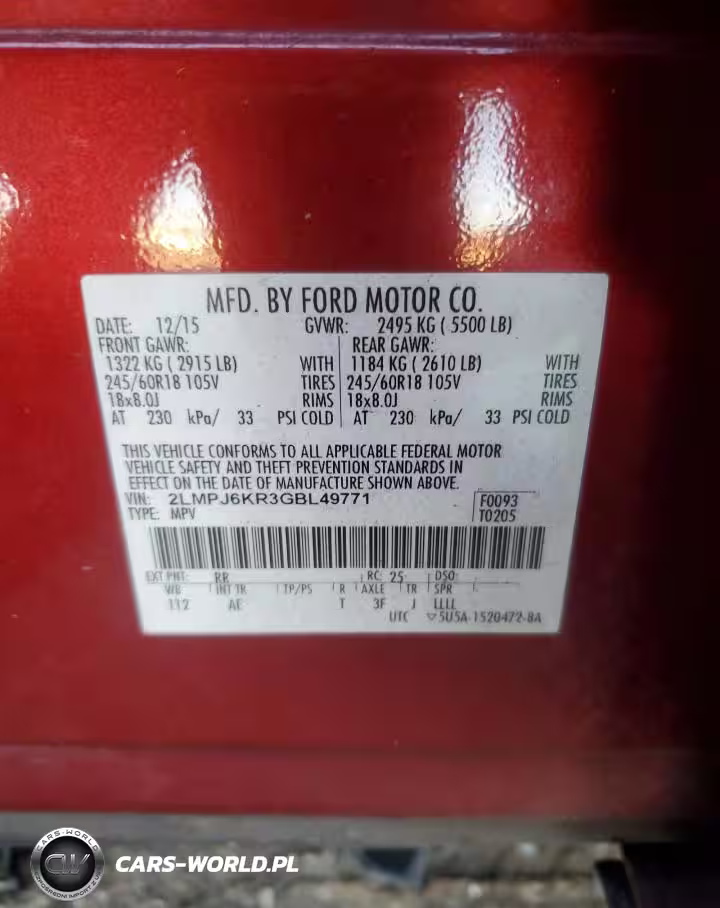 MFD. BY FORD MOTOR CO.
DATE: 12/15 GVWR: 2495 KG ( 5500 LB)
FRONT GAWR: REAR GAWR:
1322 KG ( 2915 LB) WITH 1184 KG ( 2610 LB) WITH
245/60R18 105V TIRES 245/60R18 105V TIRES
18x8.0J RIMS 18x8.0J RIMS
AT 230 kPa/ 33 PSI COLD AT 230 kPa/ 33 PSI COLD
THIS VEHICLE CONFORMS TO ALL APPLICABLE FEDERAL MOTOR
VEHICLE SAFETY AND THEFT PREVENTION STANDARDS IN
EFFECT ON THE DATE OF MANUFACTURE SHOWN ABOVE.
VIN: 2LMPJ6KR3GBL49771 F0093
TYPE: MPV T0205
EXT PNT: RR RC: 25 DSO:
WB INT TR TP/PS R AXLE TR SPR
112 AE T 3F J LLLL
UTC ▽5U5A-1520472-BA
CARS-WORLD
CW
CARS-WORLD.PL